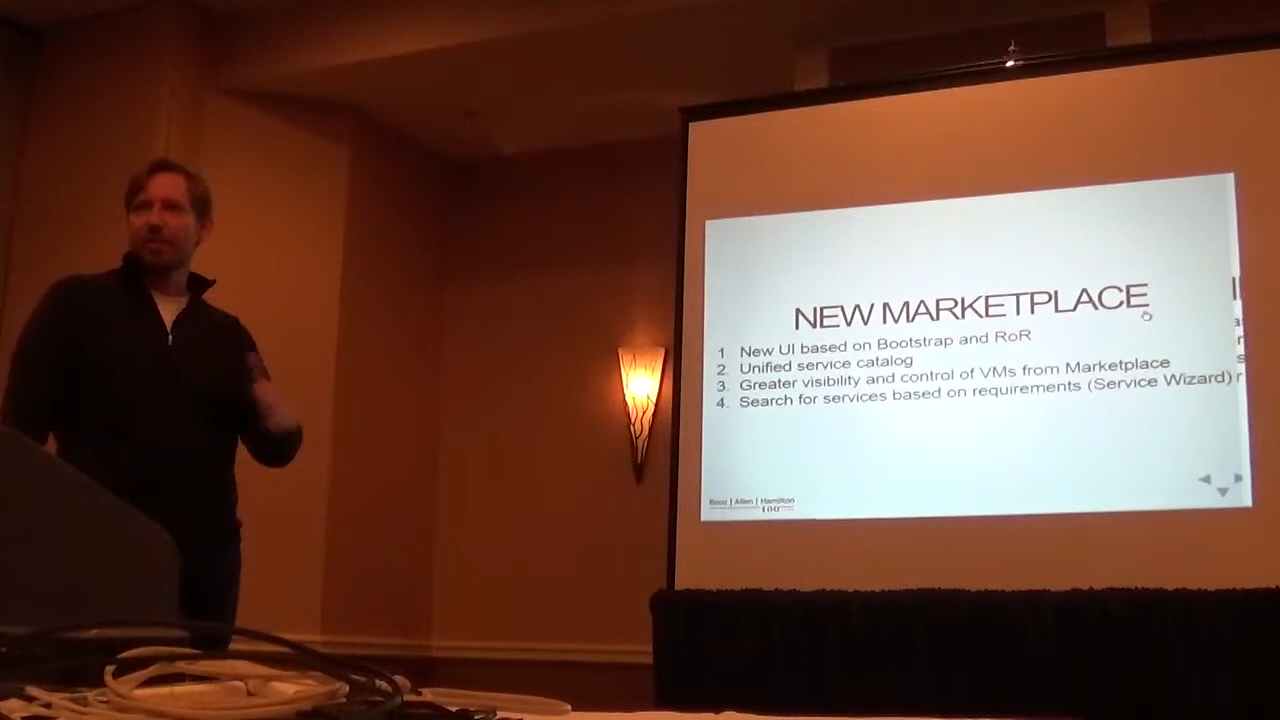 NEW MARKETPLACE
1. New UI based on Bootstrap and RoR
2. Unified service catalog
3. Greater visibility and control of VMs from Marketplace
4. Search for services based on requirements (Service Wizard)
Booz | Allen | Hamilton
100